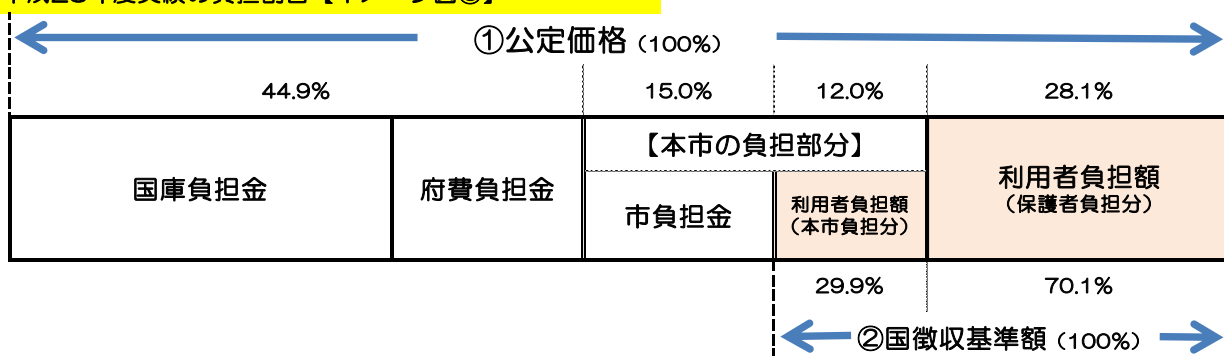 ①公定価格（100%）
44.9%
15.0%
12.0%
28.1%
【本市の負担部分】
国庫負担金
府費負担金
市負担金
利用者負担額
（本市負担分）
利用者負担額
（保護者負担分）
29.9%
70.1%
②国徴収基準額（100%）